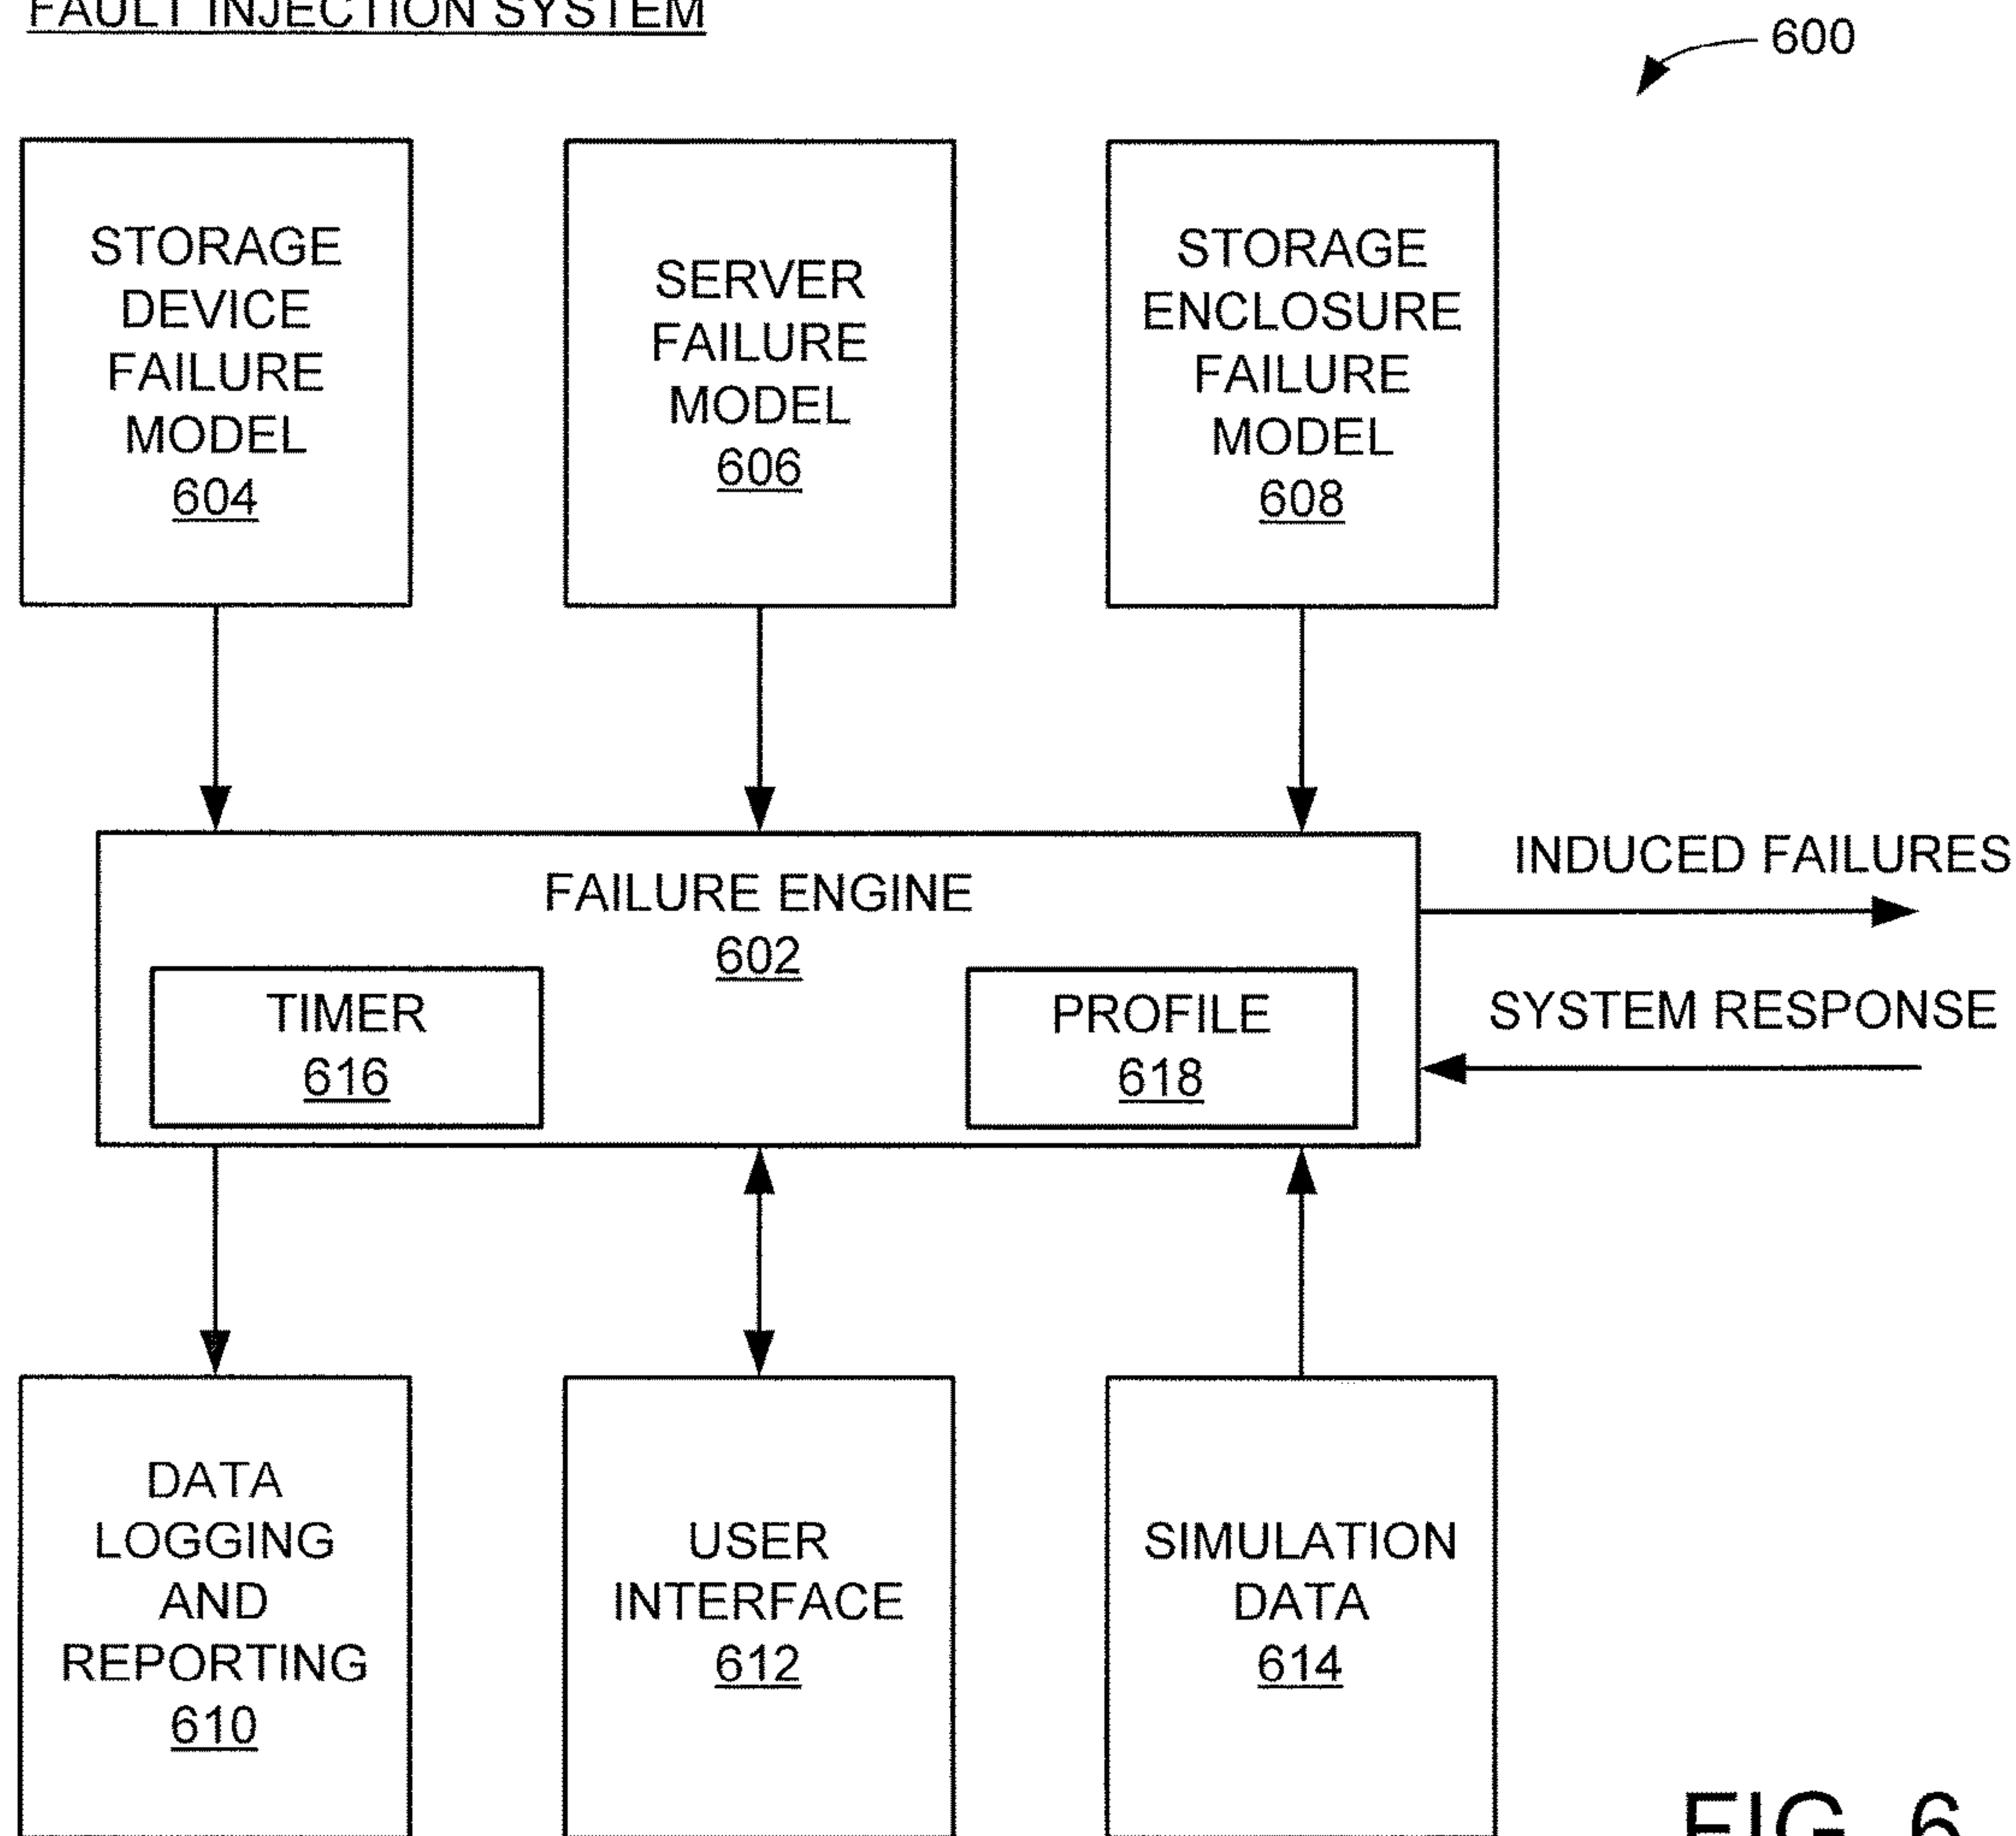 FAULT INJECTION SYSTEM
600
STORAGE
DEVICE
FAILURE
MODEL
604
SERVER
FAILURE
MODEL
606
STORAGE
ENCLOSURE
FAILURE
MODEL
608
FAILURE ENGINE
602
TIMER
616
PROFILE
618
INDUCED FAILURES
SYSTEM RESPONSE
DATA
LOGGING
AND
REPORTING
610
USER
INTERFACE
612
SIMULATION
DATA
614
FIG. 6